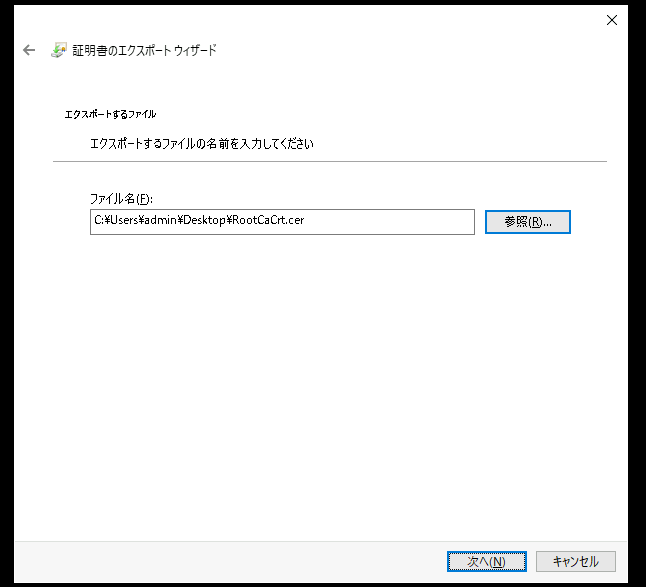 証明書のエクスポート ウィザード
エクスポートするファイル
エクスポートするファイルの名前を入力してください
ファイル名(F):
C:¥Users¥admin¥Desktop¥RootCaCrt.cer
参照(R)...
次へ(N)
キャンセル